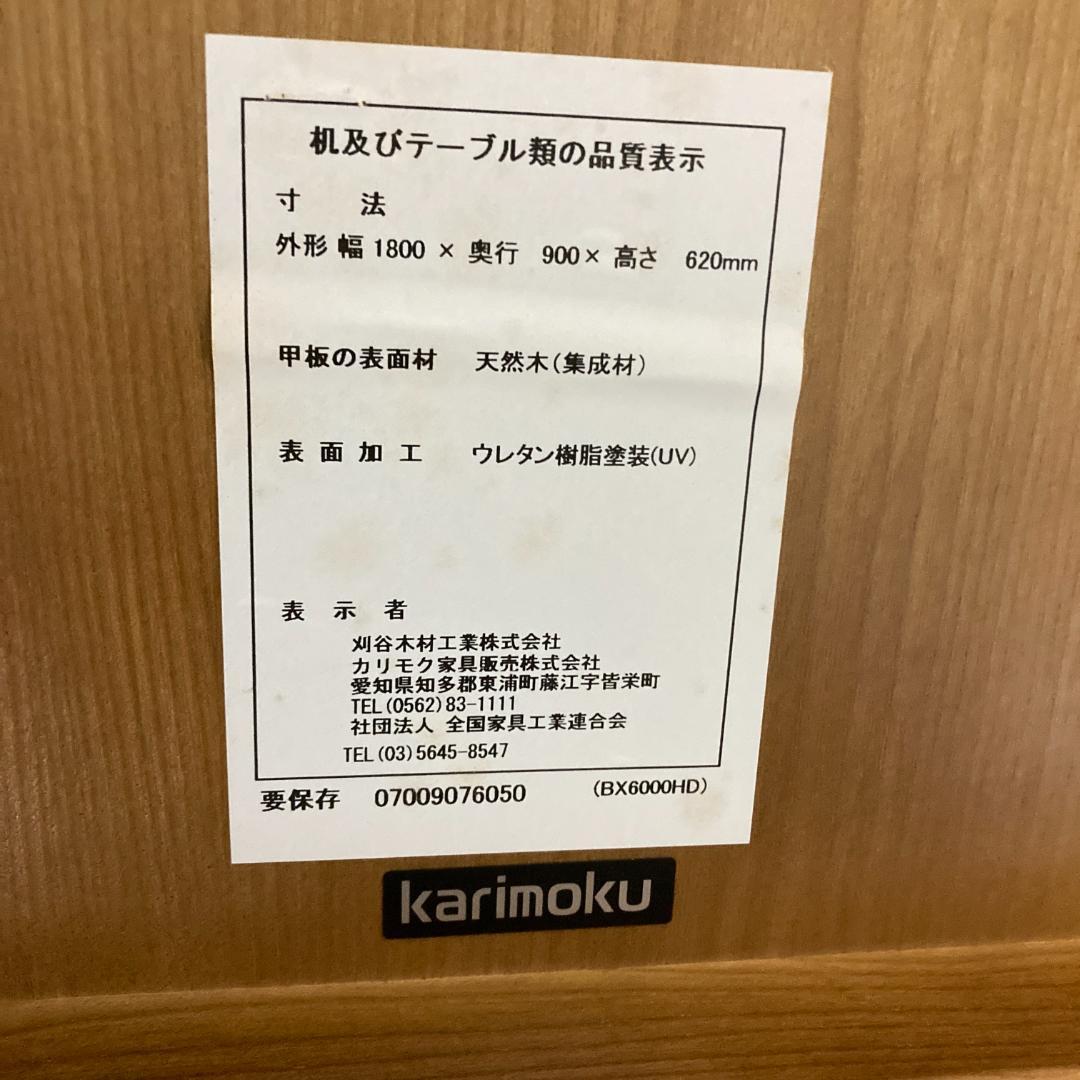 机及びテーブル類の品質表示
寸 法
外形 幅 1800 × 奥行 900× 高さ 620mm
甲板の表面材 天然木(集成材)
表面加工 ウレタン樹脂塗装(UV)
表示者
刈谷木材工業株式会社
カリモク家具販売株式会社
愛知県知多郡東浦町藤江字皆栄町
TEL(0562)83-1111
社団法人 全国家具工業連合会
TEL(03)5645-8547
要保存 07009076050 (BX6000HD)
karimoku